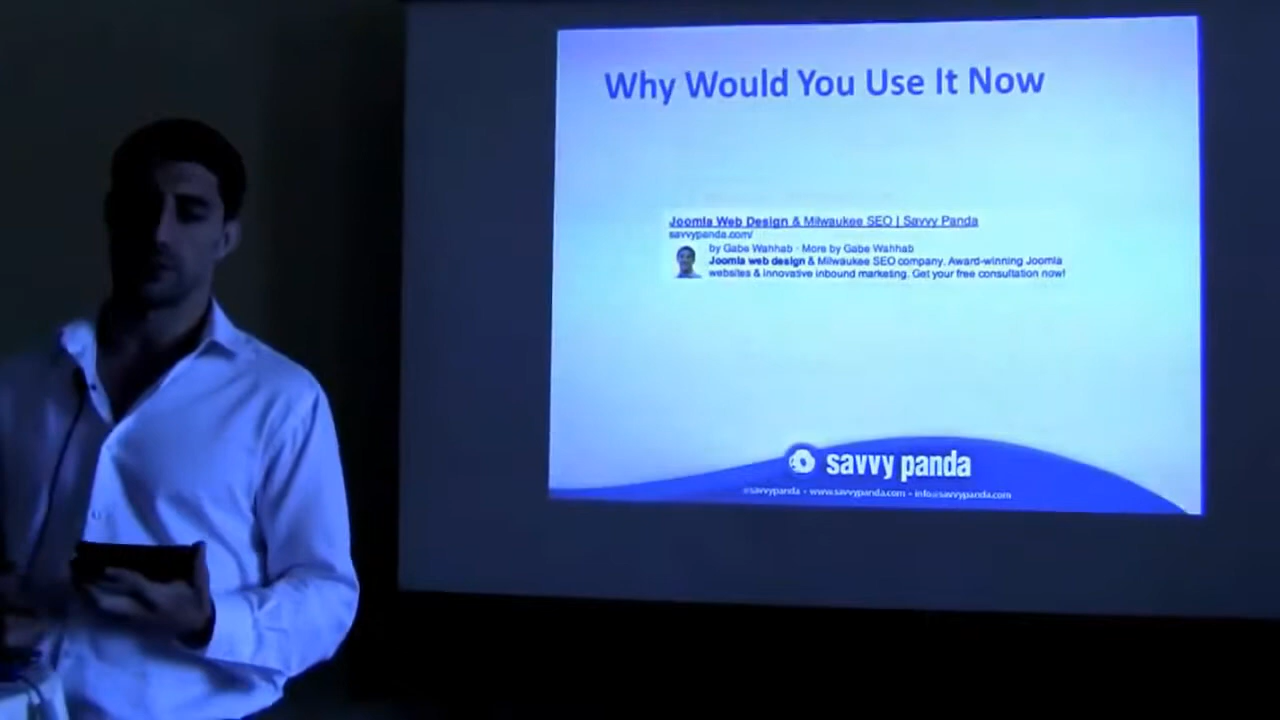 Why Would You Use It Now
Joomla Web Design & Milwaukee SEO | Savvy Panda
savvypanda.com/
by Gabe Wahhab · More by Gabe Wahhab
Joomla web design & Milwaukee SEO company. Award-winning Joomla
websites & innovative inbound marketing. Get your free consultation now!
savvy panda
@savvypanda • www.savvypanda.com • info@savvypanda.com